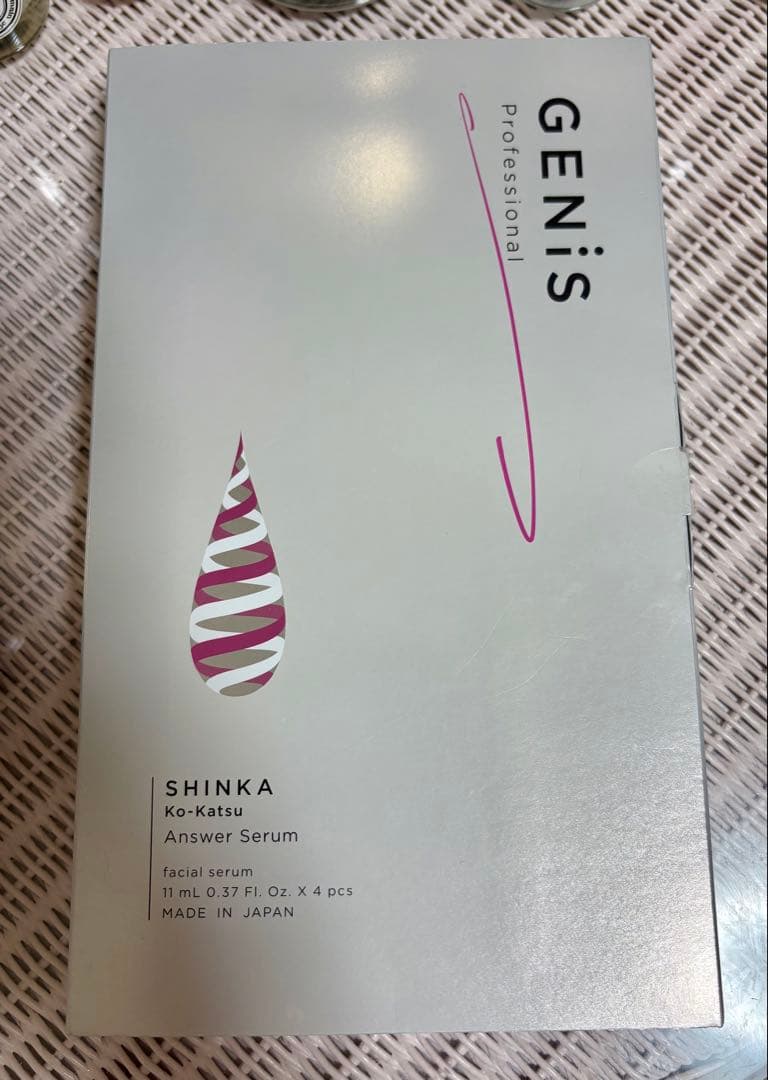 GENiS
Professional
SHINKA
Ko-Katsu
Answer Serum
facial serum
11 mL 0.37 Fl. Oz. X 4 pcs
MADE IN JAPAN